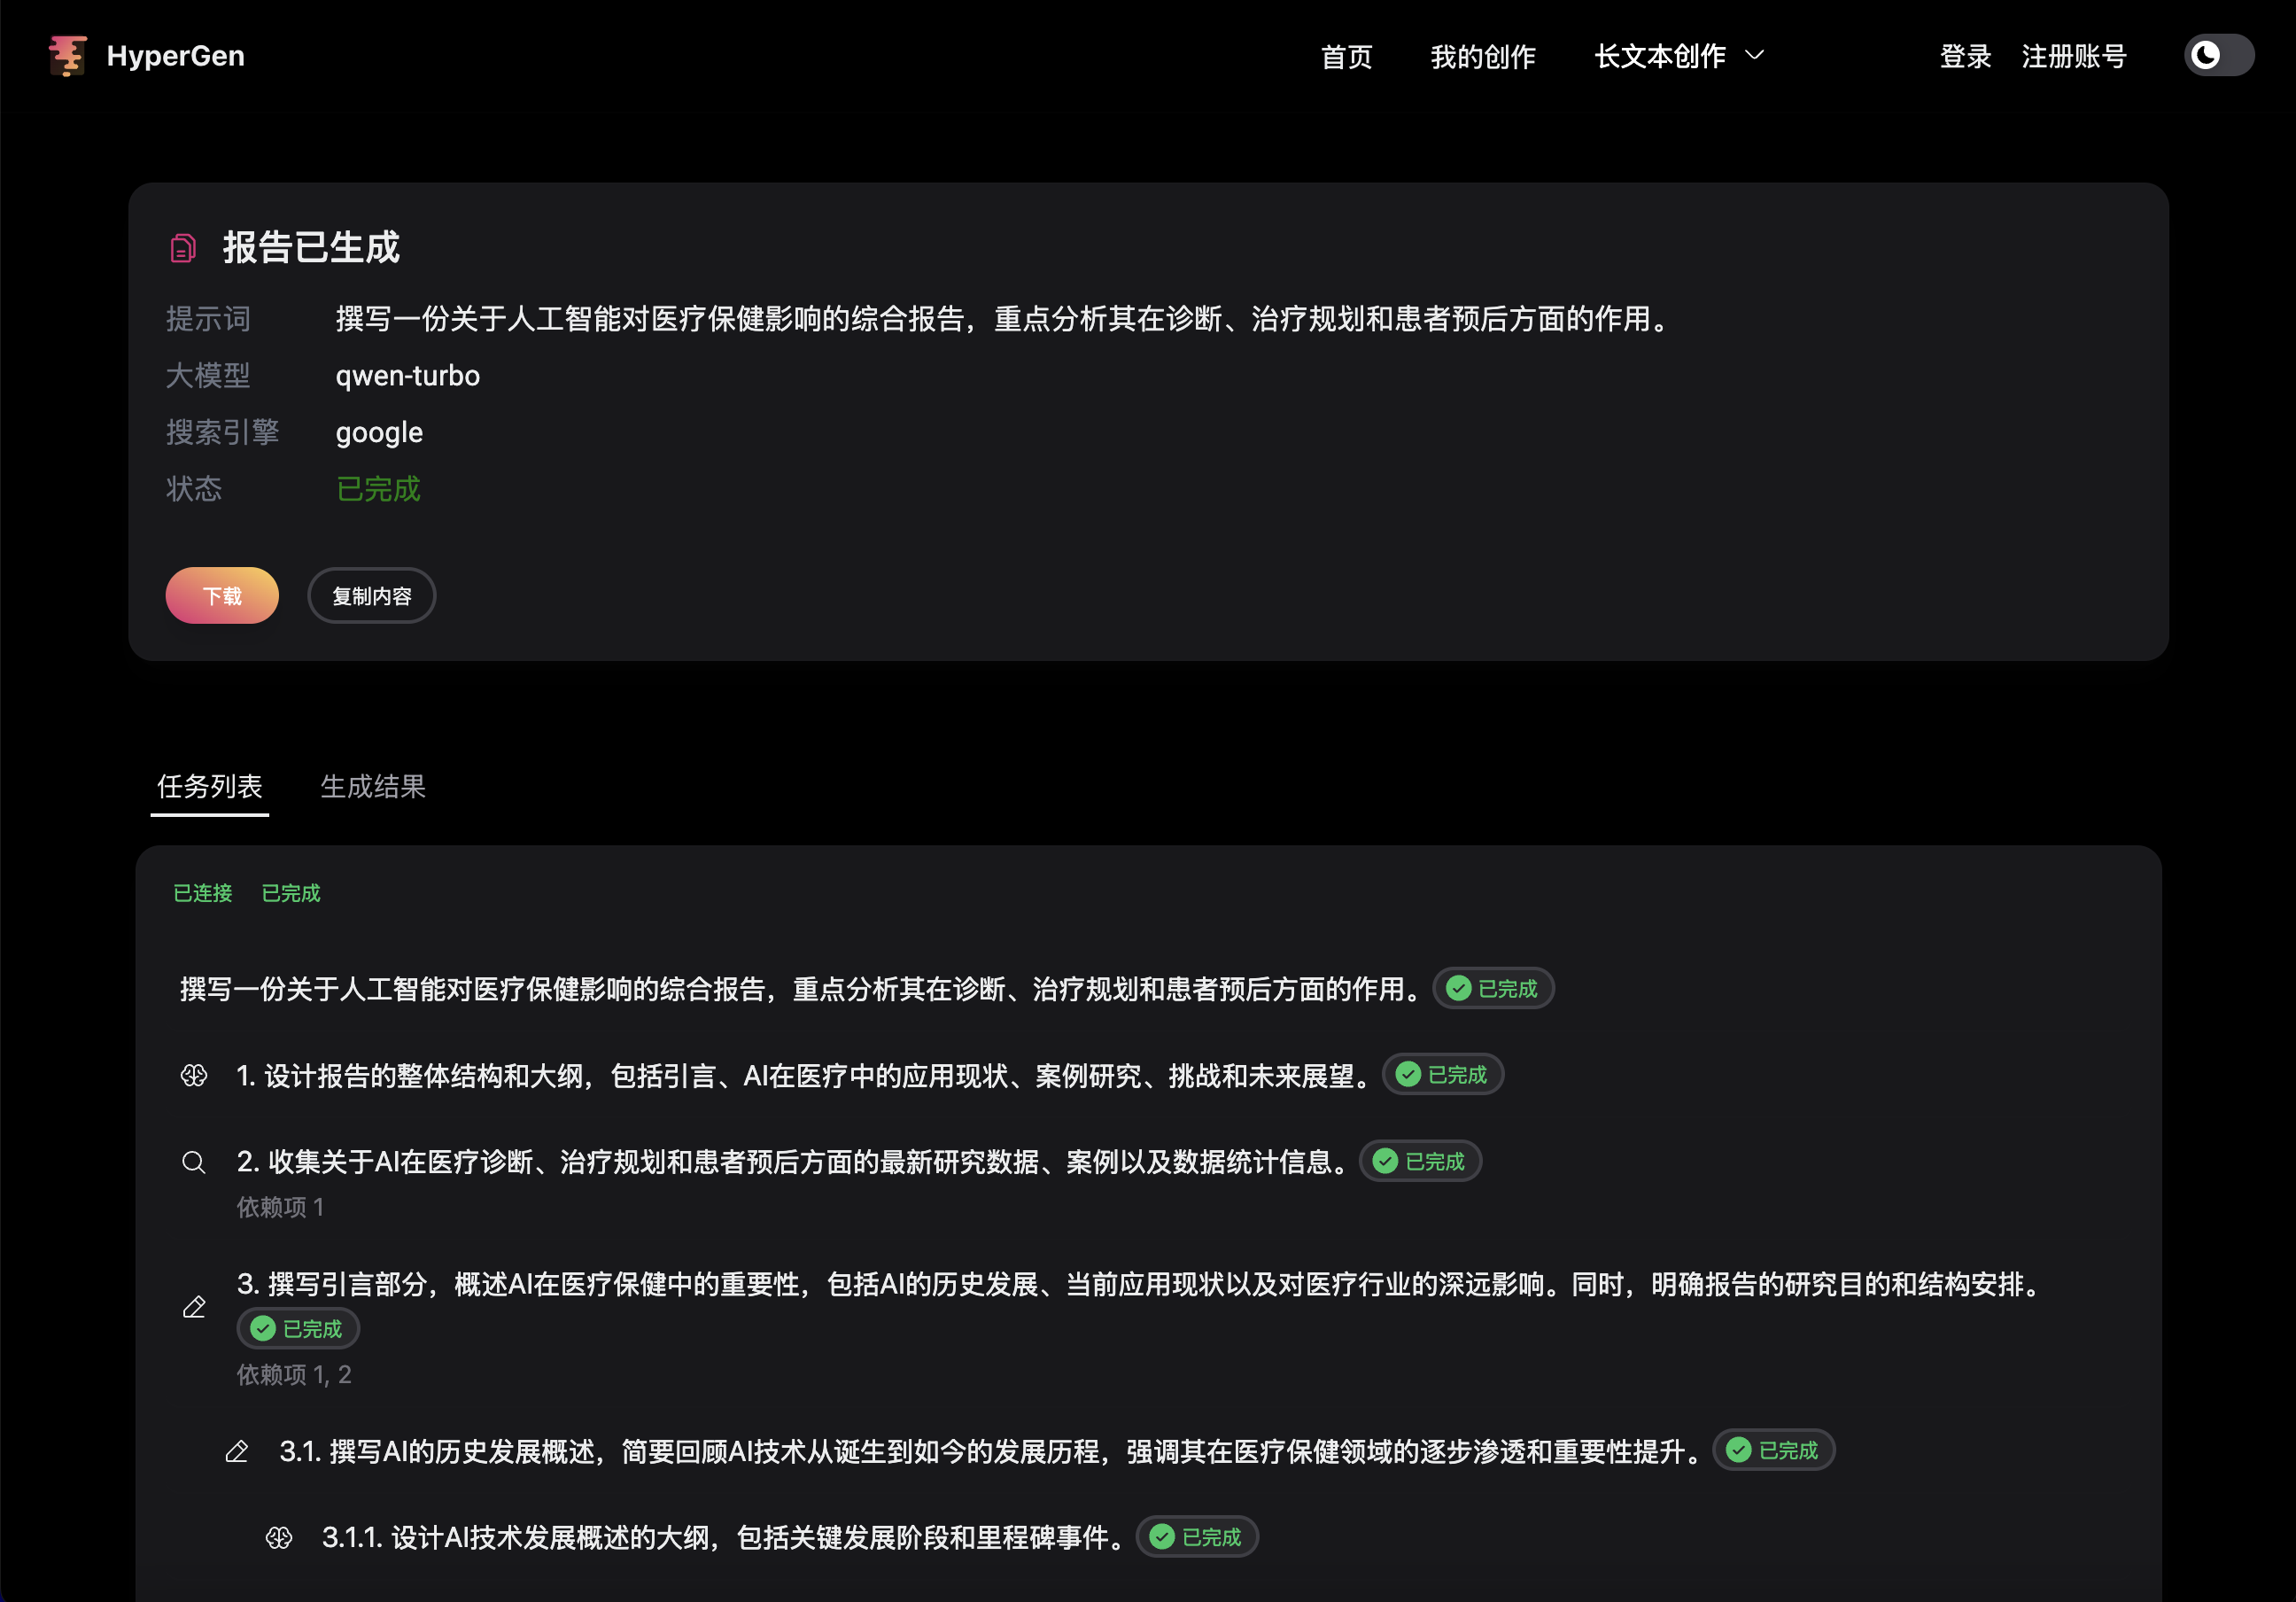 HyperGen
首页 我的创作 长文本创作 登录 注册账号
报告已生成
提示词 撰写一份关于人工智能对医疗保健影响的综合报告，重点分析其在诊断、治疗规划和患者预后方面的作用。
大模型 qwen-turbo
搜索引擎 google
状态 已完成
下载 复制内容
任务列表 生成结果
已连接 已完成
撰写一份关于人工智能对医疗保健影响的综合报告，重点分析其在诊断、治疗规划和患者预后方面的作用。 已完成
1. 设计报告的整体结构和大纲，包括引言、AI在医疗中的应用现状、案例研究、挑战和未来展望。 已完成
2. 收集关于AI在医疗诊断、治疗规划和患者预后方面的最新研究数据、案例以及数据统计信息。 已完成
依赖项 1
3. 撰写引言部分，概述AI在医疗保健中的重要性，包括AI的历史发展、当前应用现状以及对医疗行业的深远影响。同时，明确报告的研究目的和结构安排。
已完成
依赖项 1, 2
3.1. 撰写AI的历史发展概述，简要回顾AI技术从诞生到如今的发展历程，强调其在医疗保健领域的逐步渗透和重要性提升。 已完成
3.1.1. 设计AI技术发展概述的大纲，包括关键发展阶段和里程碑事件。 已完成